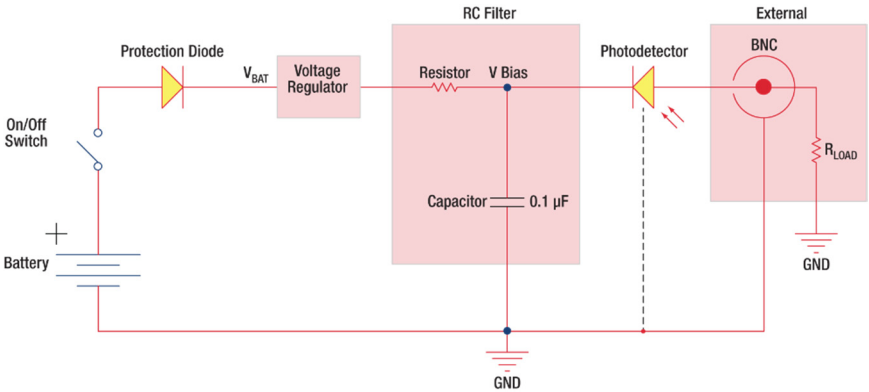 RC Filter
External
Protection Diode
Photodetector
BNC
V_BAT
Voltage
Regulator
Resistor
V Bias
On/Off
Switch
R_LOAD
Capacitor
0.1 µF
+
Battery
GND
GND